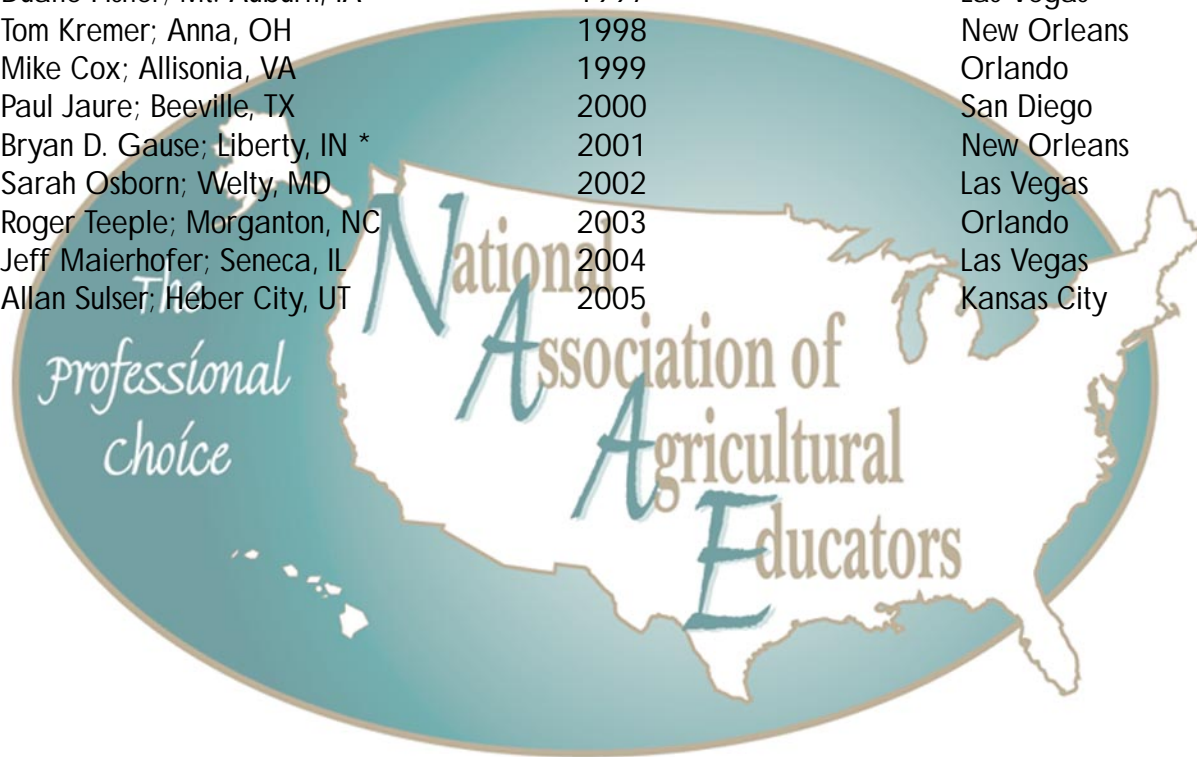 Tom Kremer; Anna, OH 1998 New Orleans
Mike Cox; Allisonia, VA 1999 Orlando
Paul Jaure; Beeville, TX 2000 San Diego
Bryan D. Gause; Liberty, IN * 2001 New Orleans
Sarah Osborn; Welty, MD 2002 Las Vegas
Roger Teeple; Morganton, NC 2003 Orlando
Jeff Maierhofer; Seneca, IL 2004 Las Vegas
Allan Sulser; Heber City, UT 2005 Kansas City
The
professional
choice
National
Association of
Agricultural
Educators